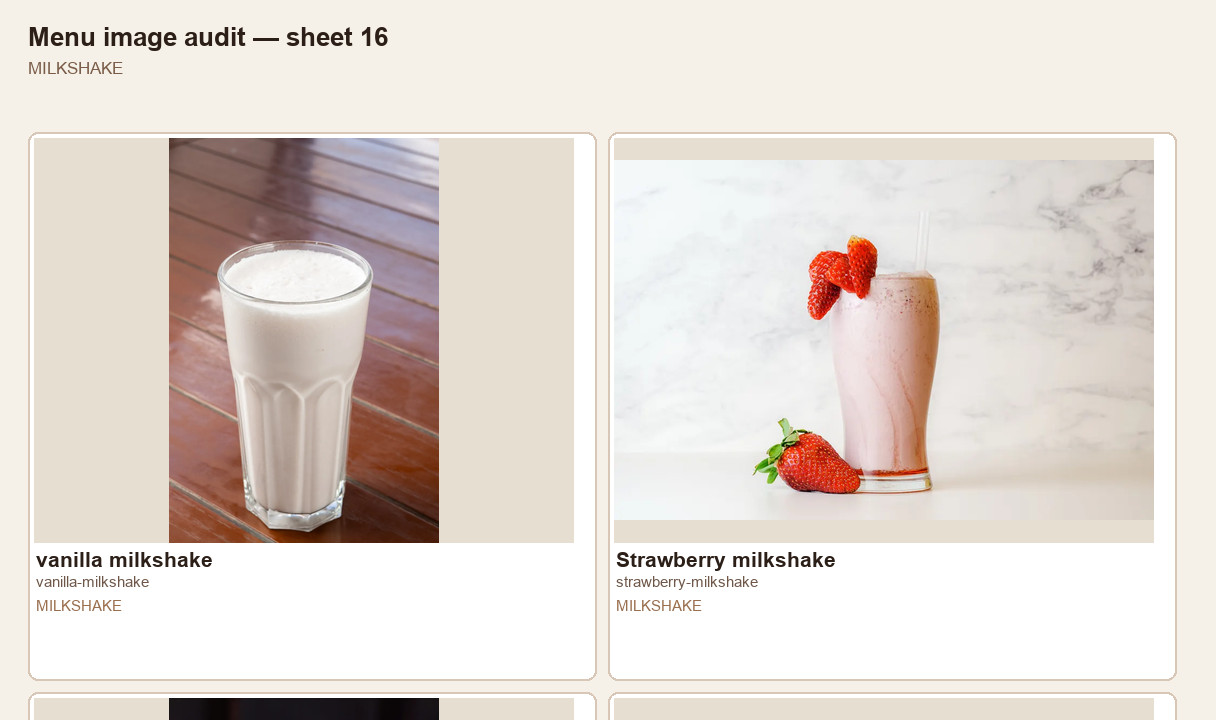 Menu image audit — sheet 16
MILKSHAKE
vanilla milkshake
vanilla-milkshake
MILKSHAKE
Strawberry milkshake
strawberry-milkshake
MILKSHAKE